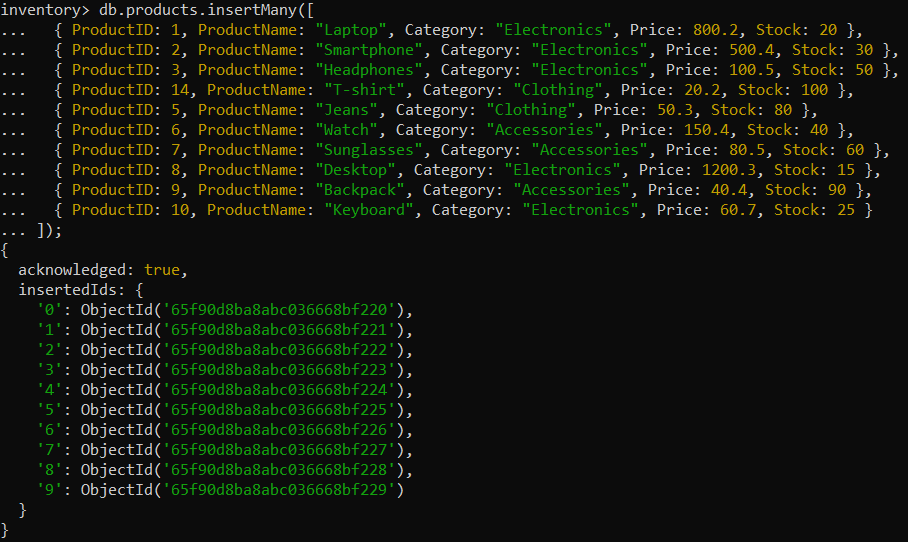 inventory> db.products.insertMany([
...   { ProductID: 1, ProductName: "Laptop", Category: "Electronics", Price: 800.2, Stock: 20 },
...   { ProductID: 2, ProductName: "Smartphone", Category: "Electronics", Price: 500.4, Stock: 30 },
...   { ProductID: 3, ProductName: "Headphones", Category: "Electronics", Price: 100.5, Stock: 50 },
...   { ProductID: 14, ProductName: "T-shirt", Category: "Clothing", Price: 20.2, Stock: 100 },
...   { ProductID: 5, ProductName: "Jeans", Category: "Clothing", Price: 50.3, Stock: 80 },
...   { ProductID: 6, ProductName: "Watch", Category: "Accessories", Price: 150.4, Stock: 40 },
...   { ProductID: 7, ProductName: "Sunglasses", Category: "Accessories", Price: 80.5, Stock: 60 },
...   { ProductID: 8, ProductName: "Desktop", Category: "Electronics", Price: 1200.3, Stock: 15 },
...   { ProductID: 9, ProductName: "Backpack", Category: "Accessories", Price: 40.4, Stock: 90 },
...   { ProductID: 10, ProductName: "Keyboard", Category: "Electronics", Price: 60.7, Stock: 25 }
... ]);
{
  acknowledged: true,
  insertedIds: {
    '0': ObjectId('65f90d8ba8abc036668bf220'),
    '1': ObjectId('65f90d8ba8abc036668bf221'),
    '2': ObjectId('65f90d8ba8abc036668bf222'),
    '3': ObjectId('65f90d8ba8abc036668bf223'),
    '4': ObjectId('65f90d8ba8abc036668bf224'),
    '5': ObjectId('65f90d8ba8abc036668bf225'),
    '6': ObjectId('65f90d8ba8abc036668bf226'),
    '7': ObjectId('65f90d8ba8abc036668bf227'),
    '8': ObjectId('65f90d8ba8abc036668bf228'),
    '9': ObjectId('65f90d8ba8abc036668bf229')
  }
}